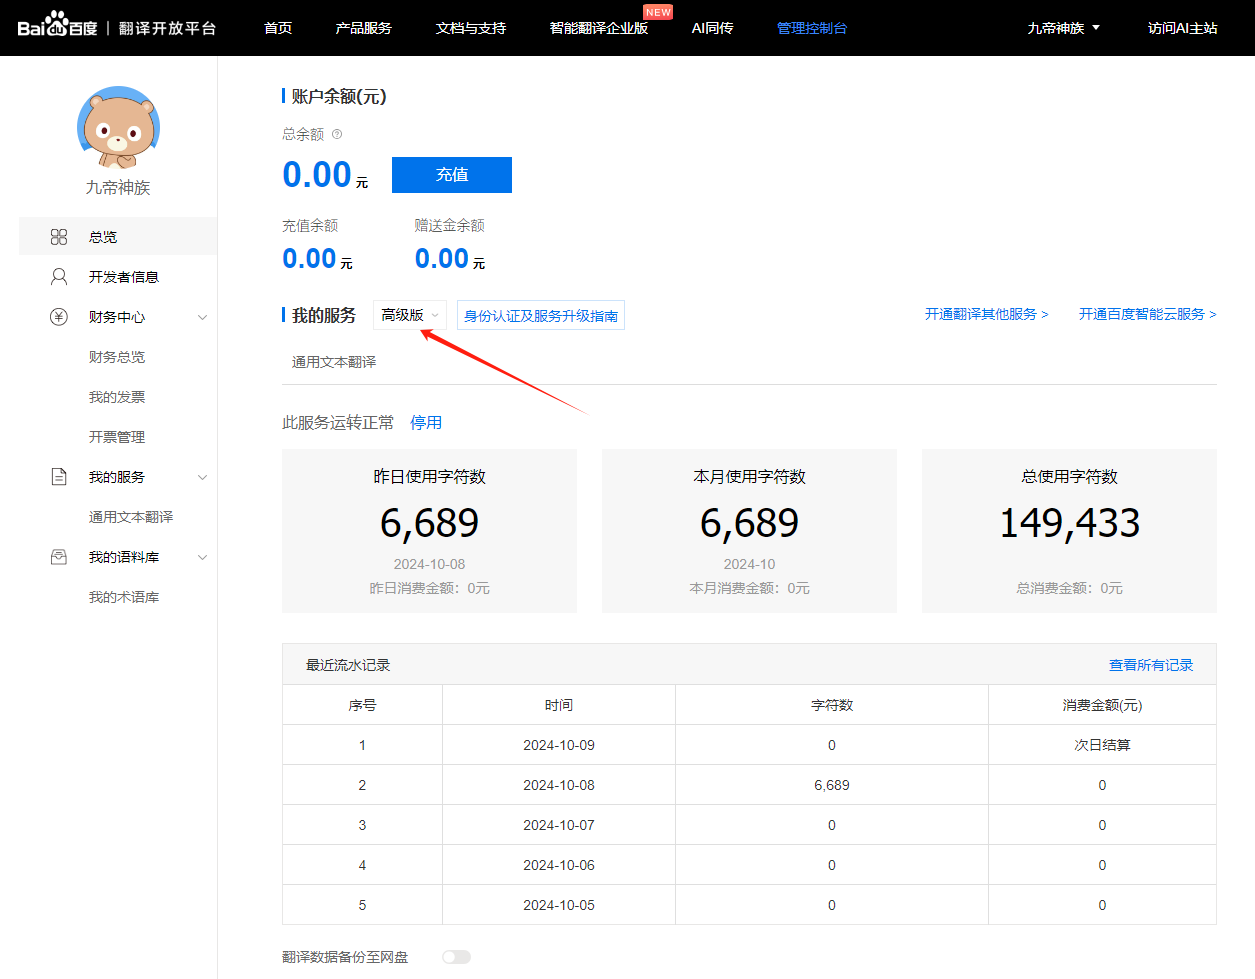 Bai du 百度 | 翻译开放平台 首页 产品服务 文档与支持 智能翻译企业版 NEW AI同传 管理控制台 九帝神族 访问AI主站
九帝神族
总览
开发者信息
财务中心
财务总览
我的发票
开票管理
我的服务
通用文本翻译
我的语料库
我的术语库
账户余额(元)
总余额 ?
0.00 元 充值
充值余额 赠送金余额
0.00 元 0.00 元
我的服务 高级版 身份认证及服务升级指南 开通翻译其他服务 > 开通百度智能云服务 >
通用文本翻译
此服务运转正常 停用
昨日使用字符数
6,689
2024-10-08
昨日消费金额：0元
本月使用字符数
6,689
2024-10
本月消费金额：0元
总使用字符数
149,433
总消费金额：0元
最近流水记录 查看所有记录
序号 时间 字符数 消费金额(元)
1 2024-10-09 0 次日结算
2 2024-10-08 6,689 0
3 2024-10-07 0 0
4 2024-10-06 0 0
5 2024-10-05 0 0
翻译数据备份至网盘